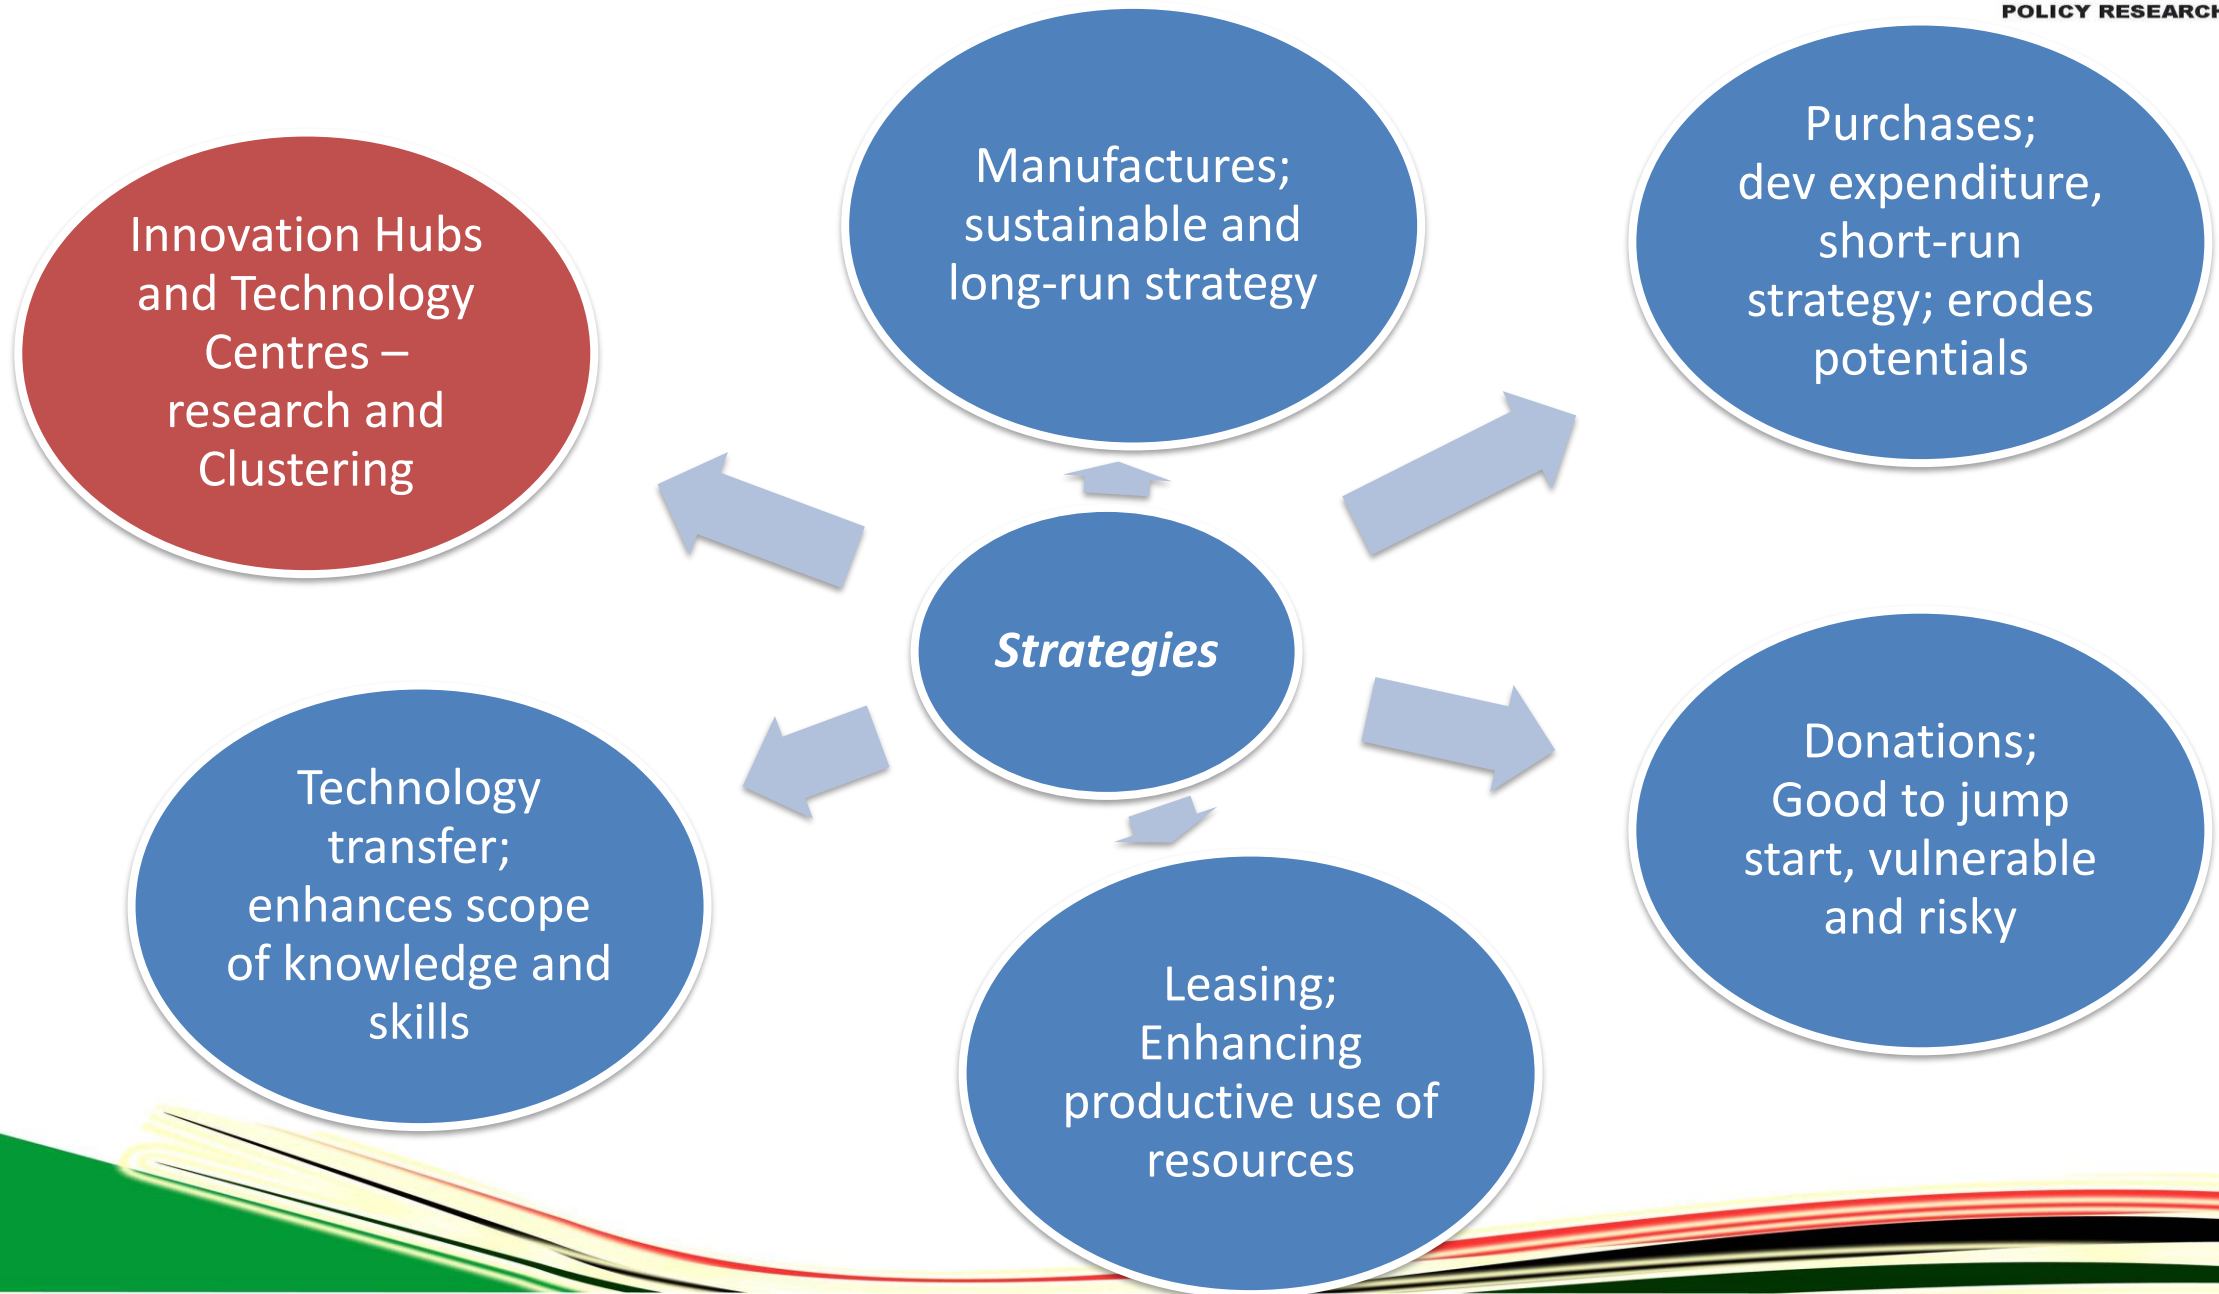 POLICY RESEARCH
Manufactures;
sustainable and
long-run strategy
Purchases;
dev expenditure,
short-run
strategy; erodes
potentials
Innovation Hubs
and Technology
Centres –
research and
Clustering
Strategies
Donations;
Good to jump
start, vulnerable
and risky
Technology
transfer;
enhances scope
of knowledge and
skills
Leasing;
Enhancing
productive use of
resources